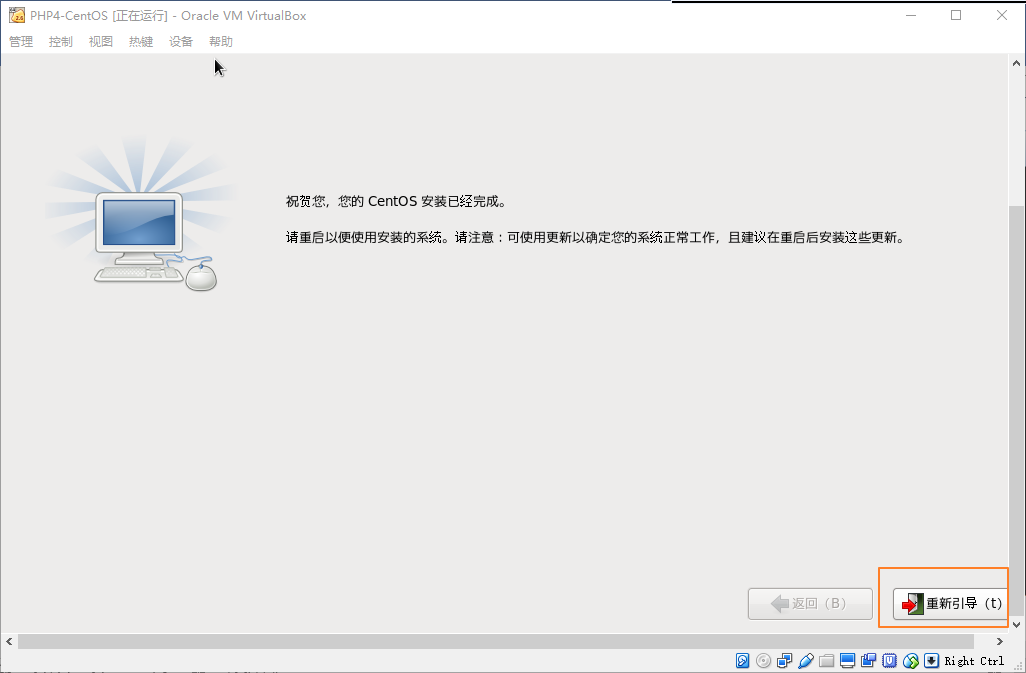 PHP4-CentOS [正在运行] - Oracle VM VirtualBox
管理 控制 视图 热键 设备 帮助
祝贺您，您的 CentOS 安装已经完成。
请重启以便使用安装的系统。请注意：可使用更新以确定您的系统正常工作，且建议在重启后安装这些更新。
返回（B） 重新引导（t）
Right Ctrl